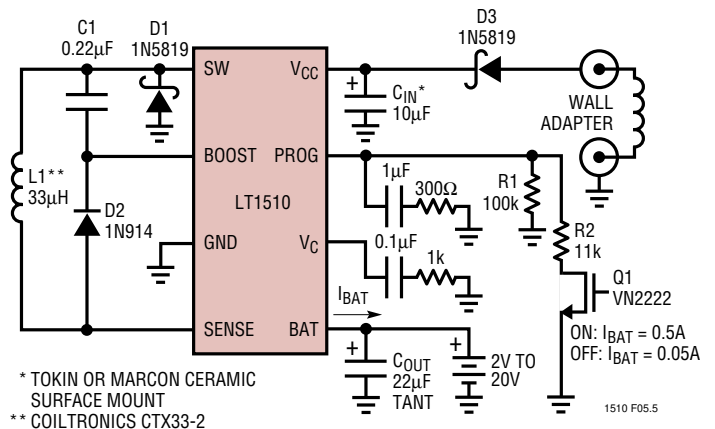 C1
0.22µF
D1
1N5819
D3
1N5819
SW
VCC
+
CIN*
10µF
WALL
ADAPTER
BOOST
PROG
L1**
33µH
D2
1N914
LT1510
1µF
300Ω
R1
100k
R2
11k
GND
VC
0.1µF
1k
Q1
VN2222
IBAT
ON: IBAT = 0.5A
OFF: IBAT = 0.05A
SENSE
BAT
+
COUT
22µF
TANT
+
2V TO
20V
* TOKIN OR MARCON CERAMIC
SURFACE MOUNT
** COILTRONICS CTX33-2
1510 F05.5